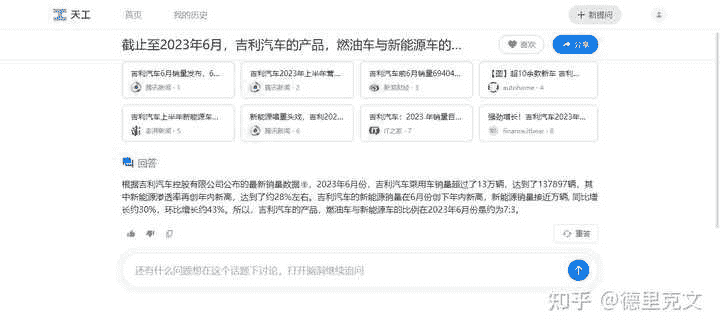 天工
首页
我的历史
新提问
截止至2023年6月，吉利汽车的产品，燃油车与新能源车的...
喜欢
分享
吉利汽车6月销量发布，6...
腾讯新闻·1
吉利汽车2023年上半年営...
腾讯新闻·2
吉利汽车前6月销量69404...
新浪财经·3
【图】超10余款新车 吉利...
autohome·4
吉利汽车上半年新能源车...
澎湃新闻·5
新能源唱重头戏，吉利202...
腾讯新闻·6
吉利汽车：2023 年销量目...
IT之家·7
强劲增长！吉利汽车2023年...
回答
根据吉利汽车控股有限公司公布的最新销量数据①，2023年6月份，吉利汽车乘用车销量超过了13万辆，达到了137897辆，其
中新能源渗透率再创年内新高，达到了约28%左右。吉利汽车的新能源销量在6月份创下年内新高，新能源销量接近万辆, 同比增
长约30%，环比增长约43%。所以，吉利汽车的产品，燃油车与新能源车的比例在2023年6月份是约为7:3。
重答
还有什么问题想在这个话题下讨论，打开脑洞继续追问
知乎 @德里克文